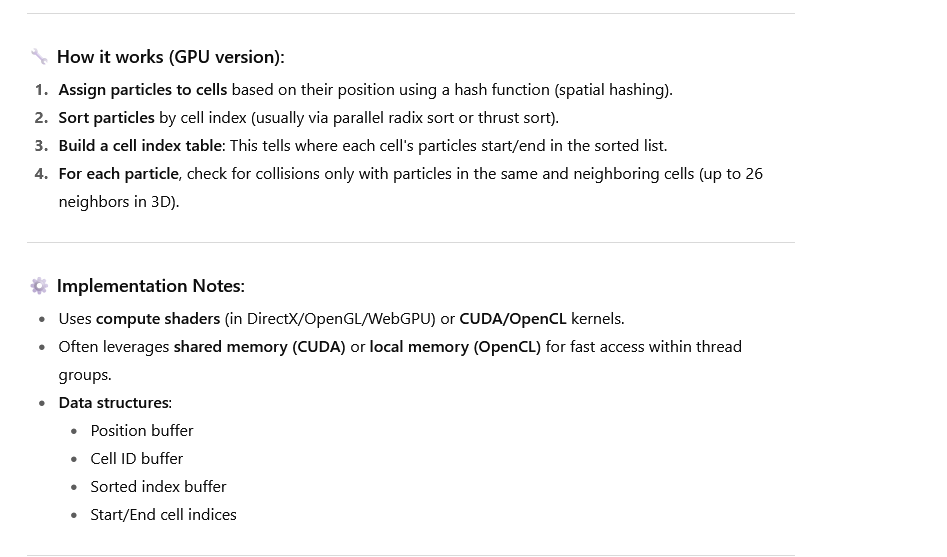 How it works (GPU version):
1. Assign particles to cells based on their position using a hash function (spatial hashing).
2. Sort particles by cell index (usually via parallel radix sort or thrust sort).
3. Build a cell index table: This tells where each cell's particles start/end in the sorted list.
4. For each particle, check for collisions only with particles in the same and neighboring cells (up to 26
neighbors in 3D).
Implementation Notes:
• Uses compute shaders (in DirectX/OpenGL/WebGPU) or CUDA/OpenCL kernels.
• Often leverages shared memory (CUDA) or local memory (OpenCL) for fast access within thread
groups.
• Data structures:
• Position buffer
• Cell ID buffer
• Sorted index buffer
• Start/End cell indices